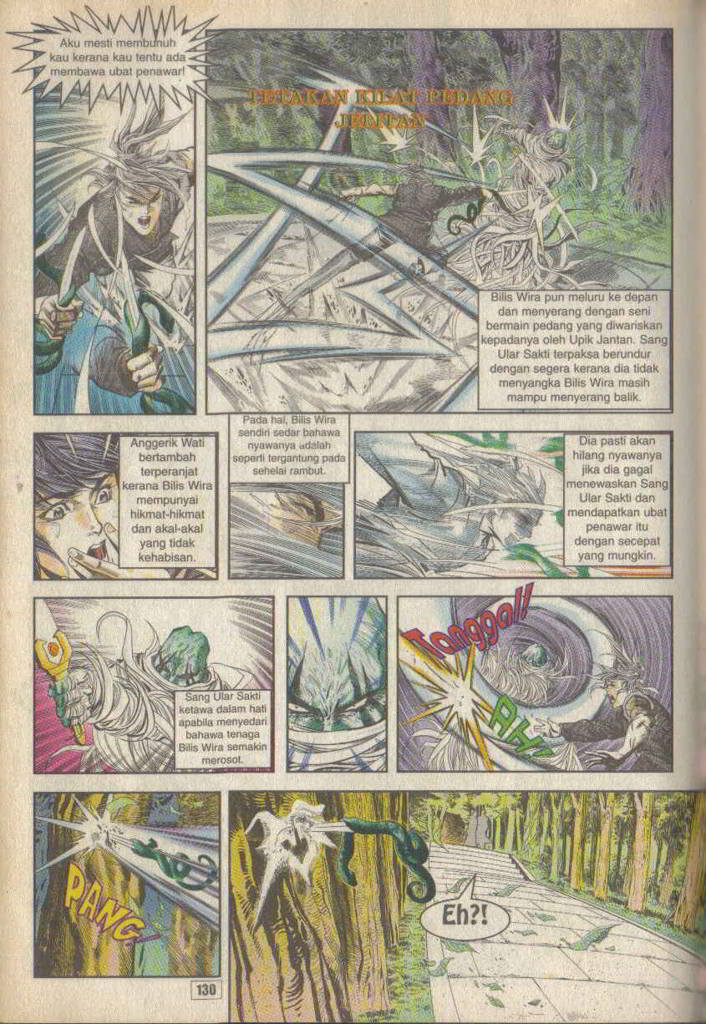 Aku mesti membunuh
kau kerana kau tentu ada
membawa ubat penawar!
TETAKAN KILAT PEDANG
JELITAN
Bilis Wira pun meluru ke depan
dan menyerang dengan seni
bermain pedang yang diwariskan
kepadanya oleh Upik Jantan. Sang
Ular Sakti terpaksa berundur
dengan segera kerana dia tidak
menyangka Bilis Wira masih
mampu menyerang balik.
Anggerik Wati
bertambah
terperanjat
kerana Bilis Wira
mempunyai
hikmat-hikmat
dan akal-akal
yang tidak
kehabisan.
Pada hal, Bilis Wira
sendiri sedar bahawa
nyawanya adalah
seperti tergantung pada
sehelai rambut.
Dia pasti akan
hilang nyawanya
jika dia gagal
menewaskan Sang
Ular Sakti dan
mendapatkan ubat
penawar itu
dengan secepat
yang mungkin.
Sang Ular Sakti
ketawa dalam hati
apabila menyedari
bahawa tenaga
Bilis Wira semakin
merosot.
Tanggal!
AH!
PANG!
Eh?!
130